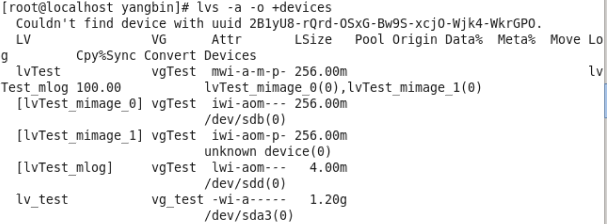 [root@localhost yangbin]# lvs -a -o +devices
  Couldn't find device with uuid 2B1yU8-rQrd-OSxG-Bw9S-xcjO-Wjk4-WkrGPO.
  LV                VG      Attr       LSize   Pool Origin Data%  Meta%  Move Lo
g         Cpy%Sync Convert Devices
  lvTest            vgTest  mwi-a-m-p- 256.00m                              lv
Test_mlog 100.00           lvTest_mimage_0(0),lvTest_mimage_1(0)
  [lvTest_mimage_0] vgTest  iwi-aom--- 256.00m
                           /dev/sdb(0)
  [lvTest_mimage_1] vgTest  iwi-aom-p- 256.00m
                           unknown device(0)
  [lvTest_mlog]     vgTest  lwi-aom---   4.00m
                           /dev/sdd(0)
  lv_test           vg_test -wi-a-----   1.20g
                           /dev/sda3(0)